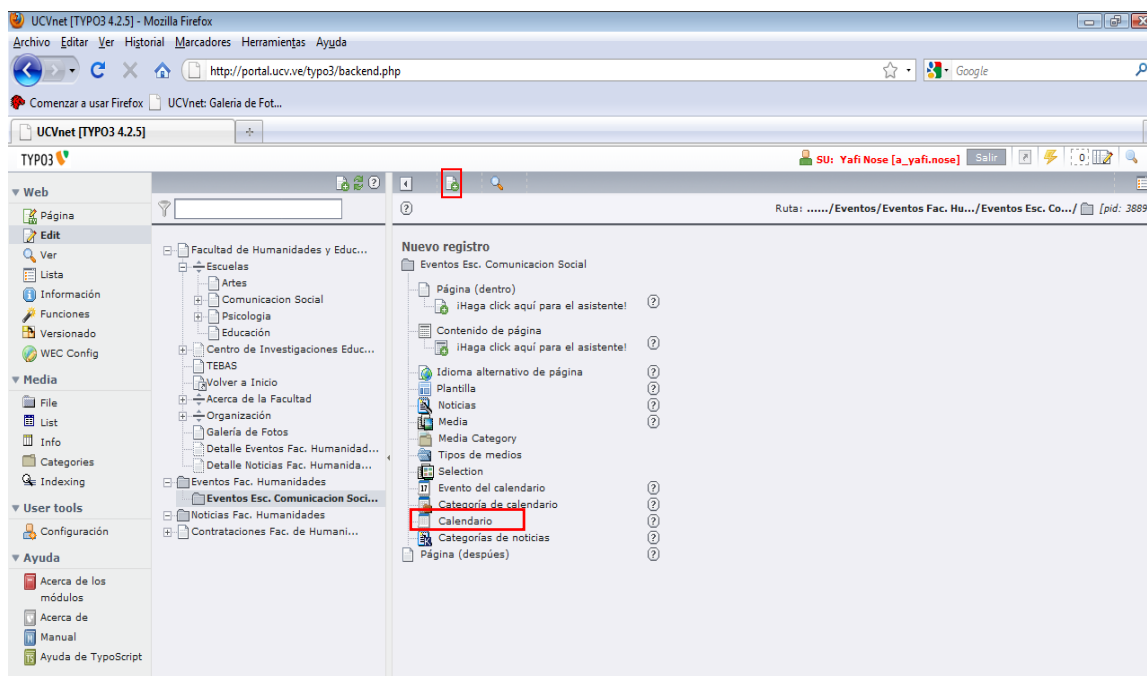 UCVnet [TYPO3 4.2.5] - Mozilla Firefox
Archivo Editar Ver Historial Marcadores Herramientas Ayuda
http://portal.ucv.ve/typo3/backend.php
Google
Comenzar a usar Firefox UCVnet: Galeria de Fot...
UCVnet [TYPO3 4.2.5]
TYPO3
SU: Yafi Nose [a_yafi.nose] Salir 0
Web
Página
Edit
Ver
Lista
Información
Funciones
Versionado
WEC Config
Media
File
List
Info
Categories
Indexing
User tools
Configuración
Ayuda
Acerca de los
módulos
Acerca de
Manual
Ayuda de TypoScript
Facultad de Humanidades y Educ...
Escuelas
Artes
Comunicacion Social
Psicologia
Educación
Centro de Investigaciones Educ...
TEBAS
Volver a Inicio
Acerca de la Facultad
Organización
Galería de Fotos
Detalle Eventos Fac. Humanidad...
Detalle Noticias Fac. Humanida...
Eventos Fac. Humanidades
Eventos Esc. Comunicacion Soci...
Noticias Fac. Humanidades
Contrataciones Fac. de Humani...
Ruta: ....../Eventos/Eventos Fac. Hu.../Eventos Esc. Co.../ [pid: 3889
Nuevo registro
Eventos Esc. Comunicacion Social
Página (dentro)
¡Haga click aquí para el asistente!
Contenido de página
¡Haga click aquí para el asistente!
Idioma alternativo de página
Plantilla
Noticias
Media
Media Category
Tipos de medios
Selection
Evento del calendario
Categoría de calendario
Calendario
Categorías de noticias
Página (despúes)